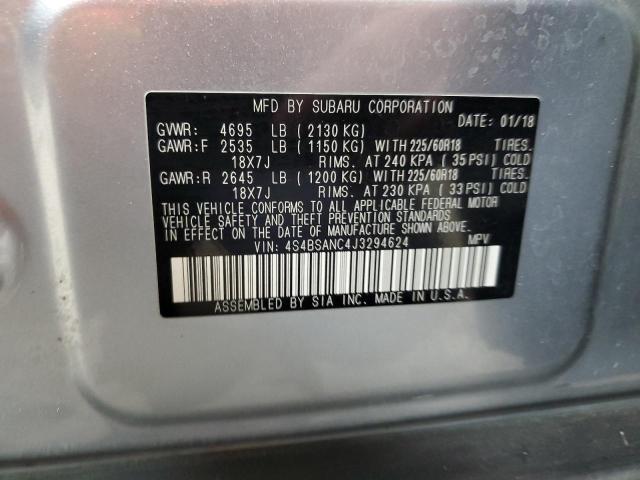 MFD BY SUBARU CORPORATION
DATE: 01/18
GVWR: 4695 LB ( 2130 KG)
GAWR:F 2535 LB ( 1150 KG) WITH 225/60R18 TIRES.
18X7J RIMS. AT 240 KPA ( 35 PSI) COLD
GAWR:R 2645 LB ( 1200 KG) WITH 225/60R18 TIRES.
18X7J RIMS. AT 230 KPA ( 33 PSI) COLD
THIS VEHICLE CONFORMS TO ALL APPLICABLE FEDERAL MOTOR
VEHICLE SAFETY AND THEFT PREVENTION STANDARDS
IN EFFECT ON THE DATE OF MANUFACTURE SHOWN ABOVE.
VIN: 4S4BSANC4J3294624 MPV
ASSEMBLED BY SIA INC. MADE IN U.S.A.